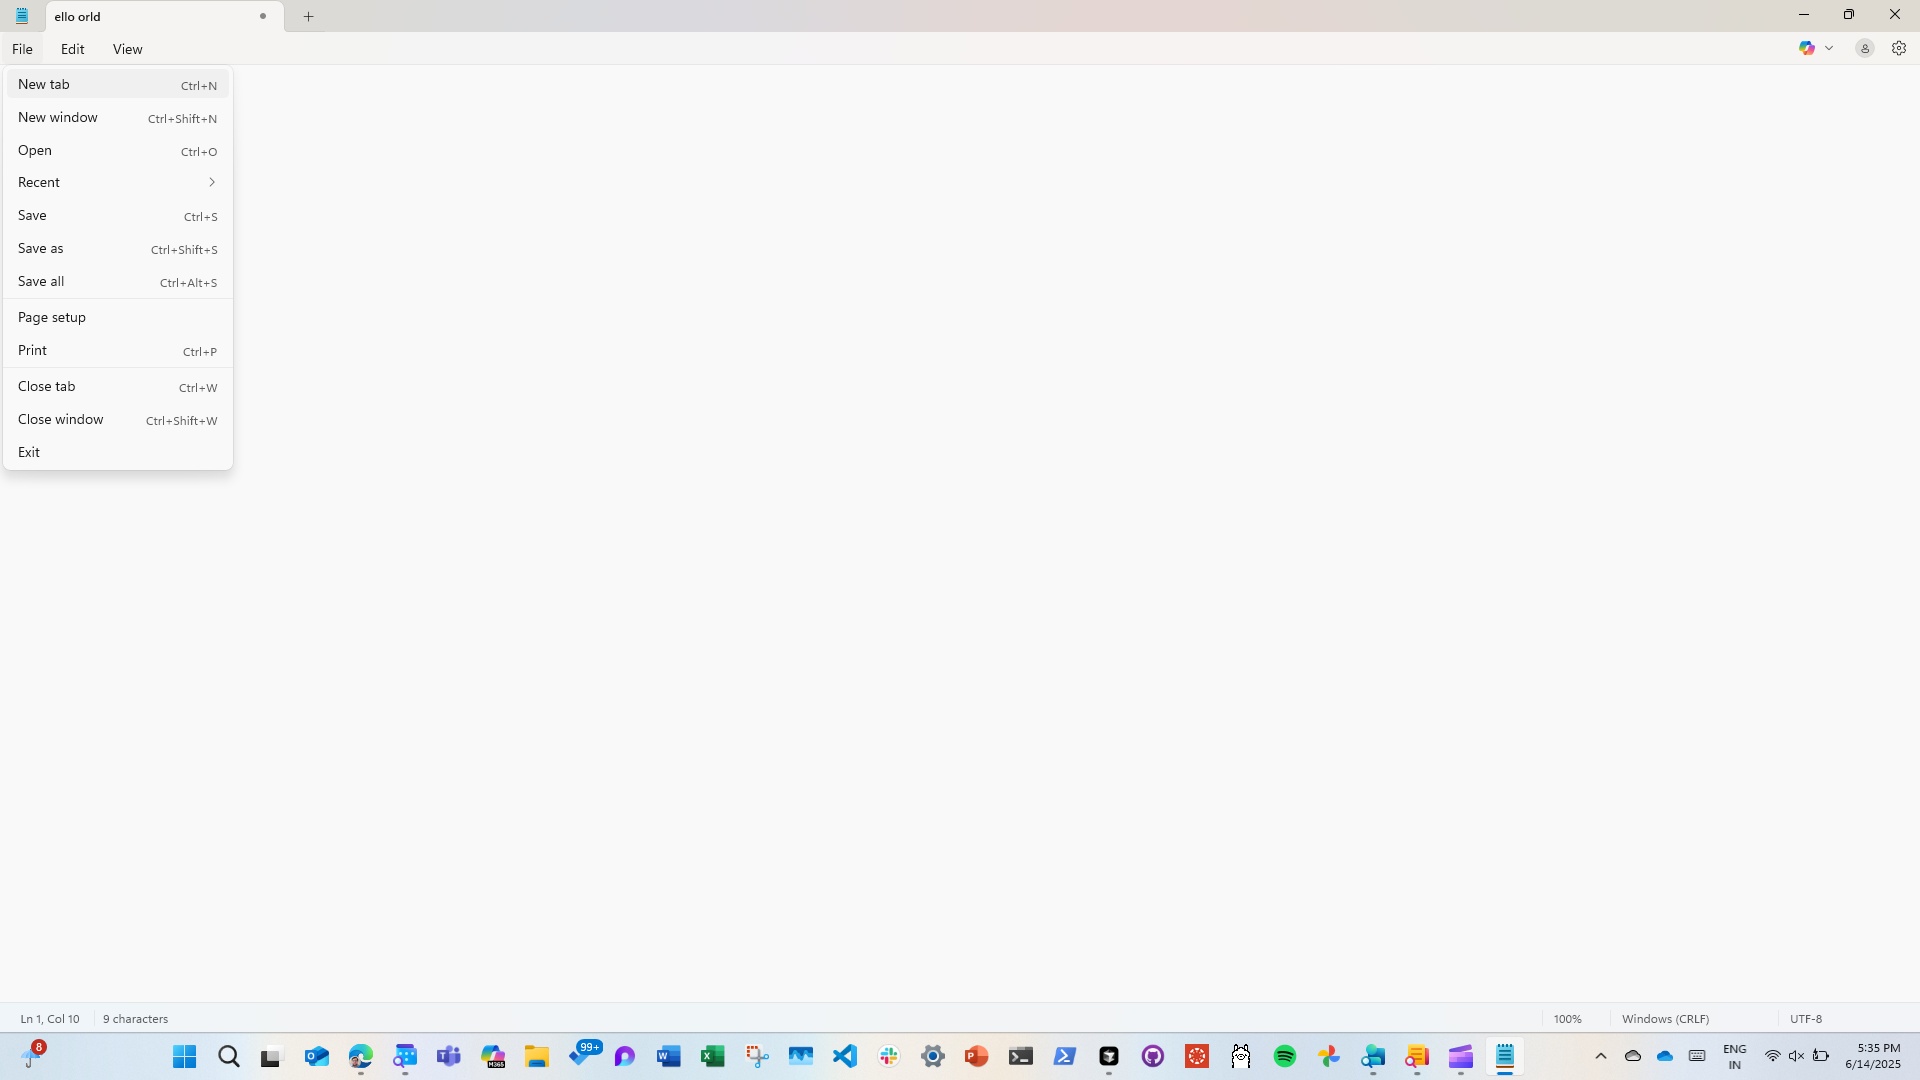 ello orld
File Edit View
New tab Ctrl+N
New window Ctrl+Shift+N
Open Ctrl+O
Recent
Save Ctrl+S
Save as Ctrl+Shift+S
Save all Ctrl+Alt+S
Page setup
Print Ctrl+P
Close tab Ctrl+W
Close window Ctrl+Shift+W
Exit
Ln 1, Col 10 9 characters 100% Windows (CRLF) UTF-8
8
99+
M365
ENG
IN
5:35 PM
6/14/2025